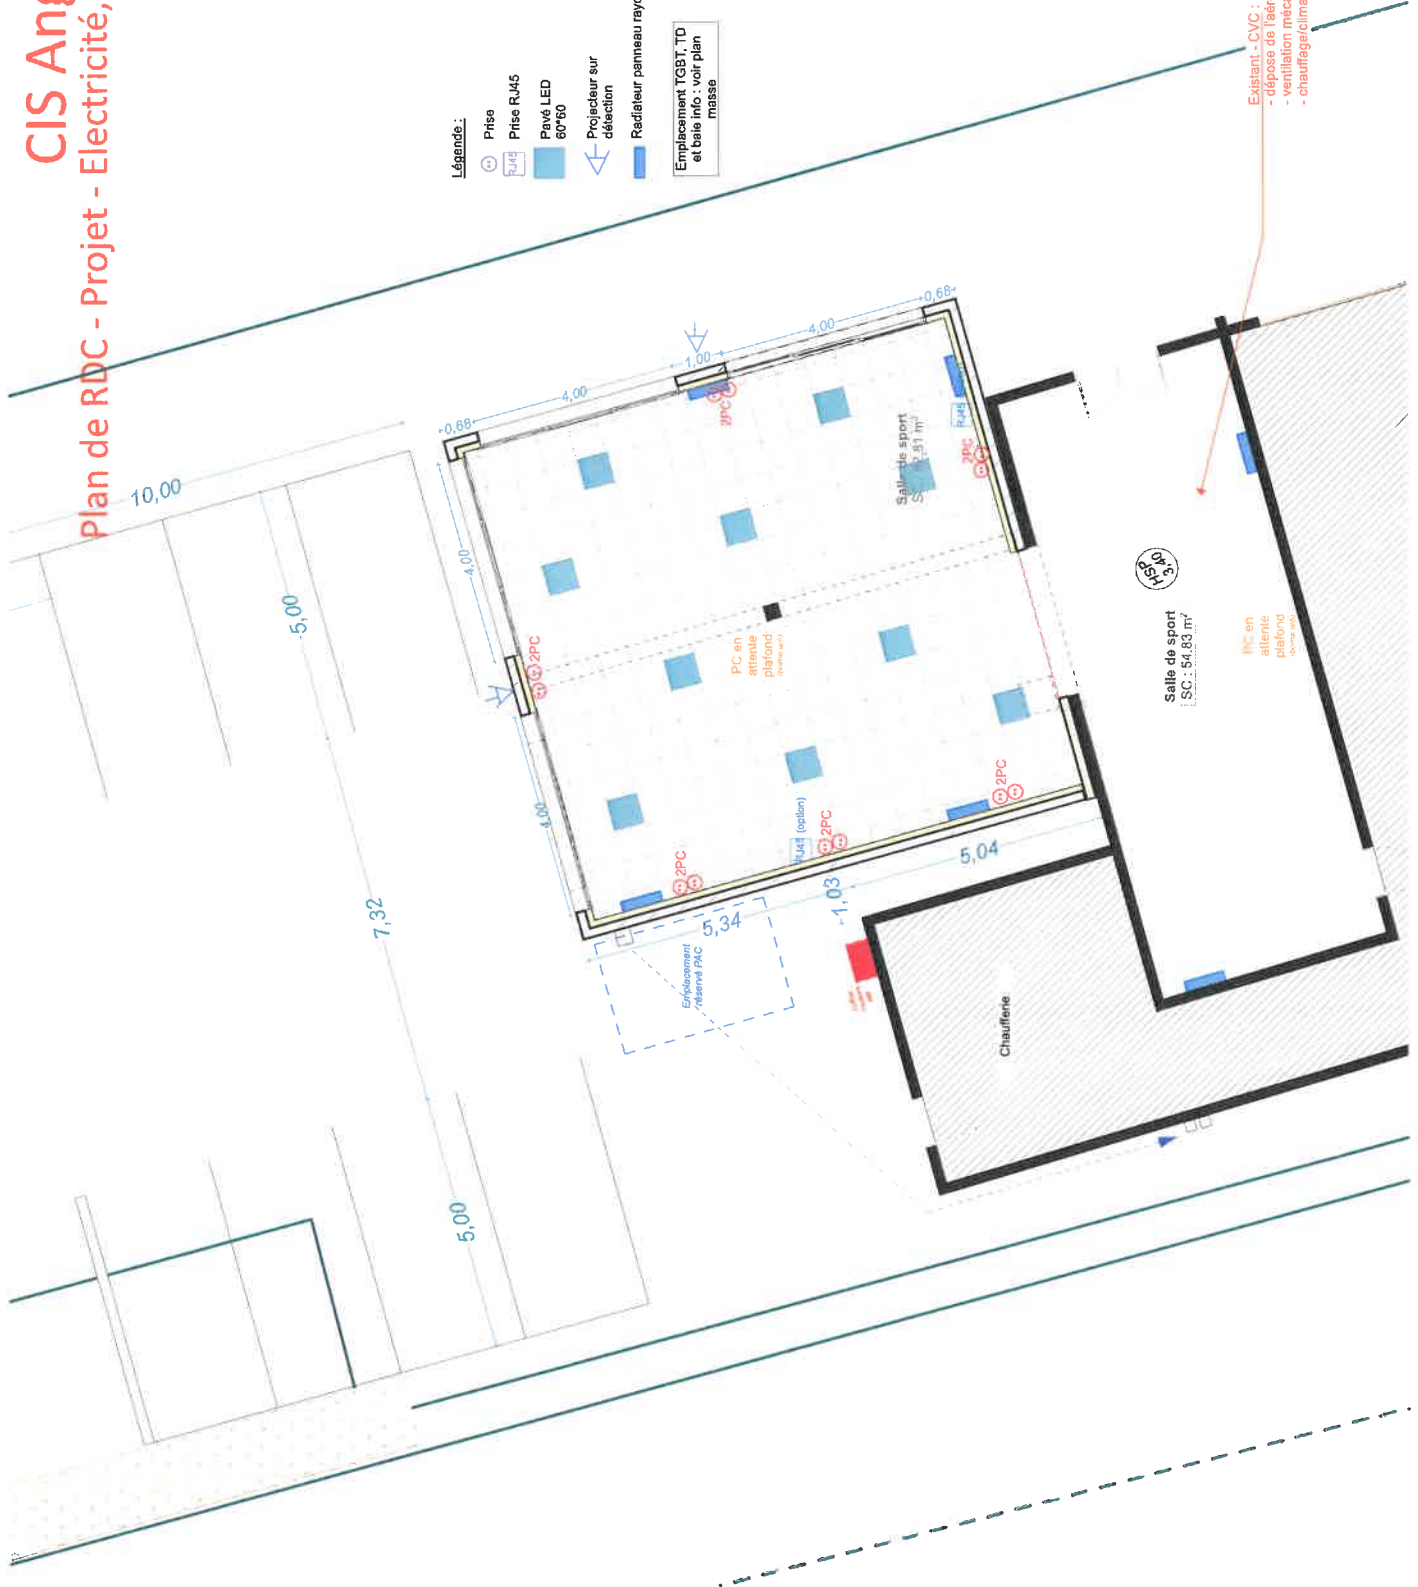 CIS Ang
Plan de RDC - Projet - Electricité,
Légende :
Prise
RJ45
Prise RJ45
Pavé LED
60*60
Projecteur sur
détection
Radiateur panneau rayo
Emplacement TGBT, TD
et baie info : voir plan
masse
Existant - CVC :
- dépose de l'aér
- ventilation méca
- chauffage/clima
10,00
5,00
7,32
5,00
0,68
4,00
1,00
4,00
0,68
4,00
4,00
2PC
2PC
2PC
2PC
2PC
2PC
RJ45
RJ45 (option)
Salle de sport
PC en
attente
plafond
5,34
1,03
5,04
Emplacement
réservé PAC
Chaufferie
HSP
3,40
Salle de sport
SC : 54.83 m²
PC en
attente
plafond